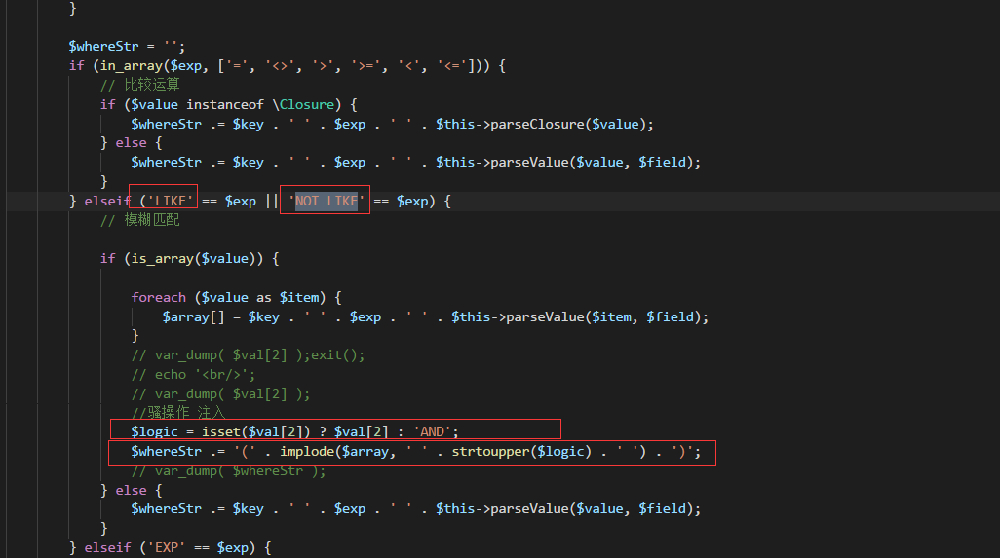 }
$whereStr = '';
if (in_array($exp, ['=', '<>', '>', '>=', '<', '<='])) {
// 比较运算
if ($value instanceof \Closure) {
$whereStr .= $key . ' ' . $exp . ' ' . $this->parseClosure($value);
} else {
$whereStr .= $key . ' ' . $exp . ' ' . $this->parseValue($value, $field);
}
} elseif ('LIKE' == $exp || 'NOT LIKE' == $exp) {
// 模糊匹配
if (is_array($value)) {
foreach ($value as $item) {
$array[] = $key . ' ' . $exp . ' ' . $this->parseValue($item, $field);
}
// var_dump( $val[2] );exit();
// echo '<br/>';
// var_dump( $val[2] );
//骚操作 注入
$logic = isset($val[2]) ? $val[2] : 'AND';
$whereStr .= '(' . implode($array, ' ' . strtoupper($logic) . ' ') . ')';
// var_dump( $whereStr );
} else {
$whereStr .= $key . ' ' . $exp . ' ' . $this->parseValue($value, $field);
}
} elseif ('EXP' == $exp) {